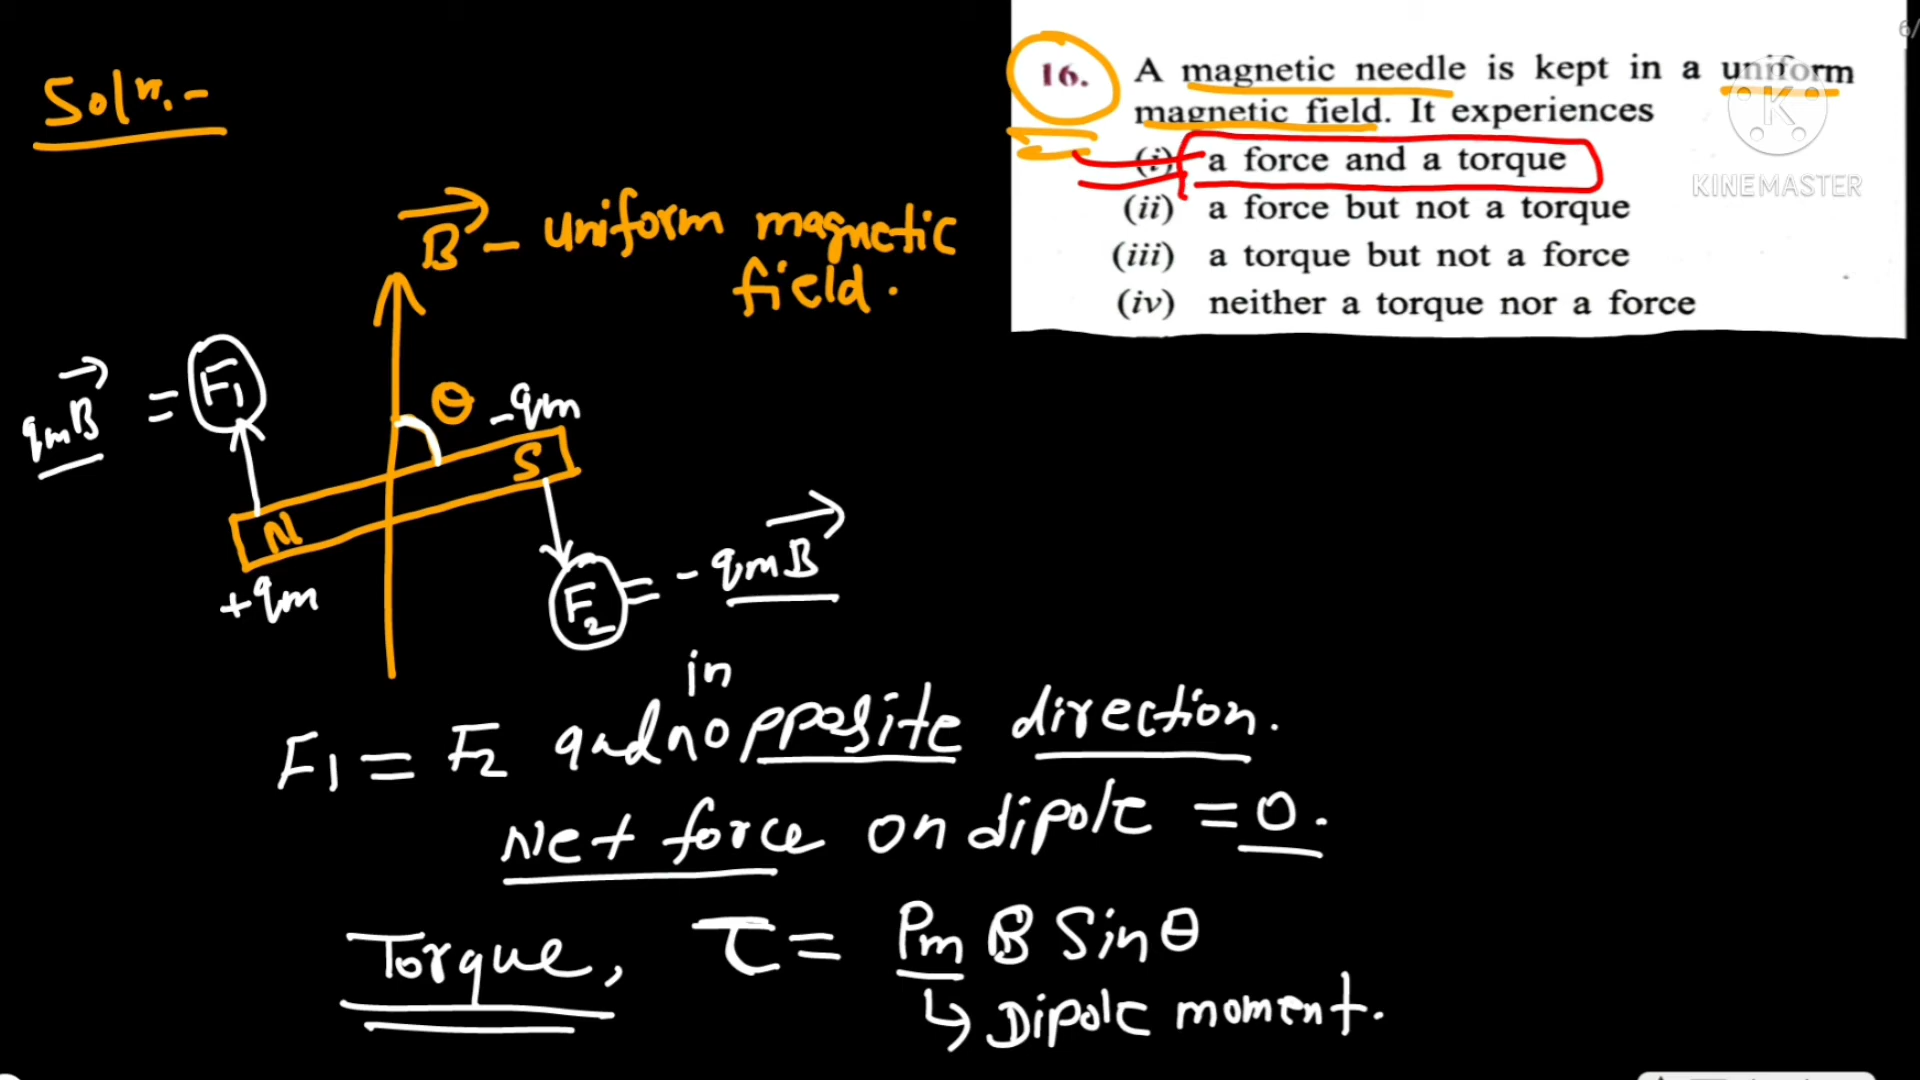 Soln.-
16. A magnetic needle is kept in a uniform
magnetic field. It experiences
(i) a force and a torque
(ii) a force but not a torque
(iii) a torque but not a force
(iv) neither a torque nor a force
KINEMASTER
B - uniform magnetic
field.
qmB = F1
θ
-qm
S
N
+qm
F2 = - qmB
in
F1 = F2 and opposite direction.
Net force on dipole = 0.
Torque, τ = Pm B Sinθ
↳ Dipole moment.